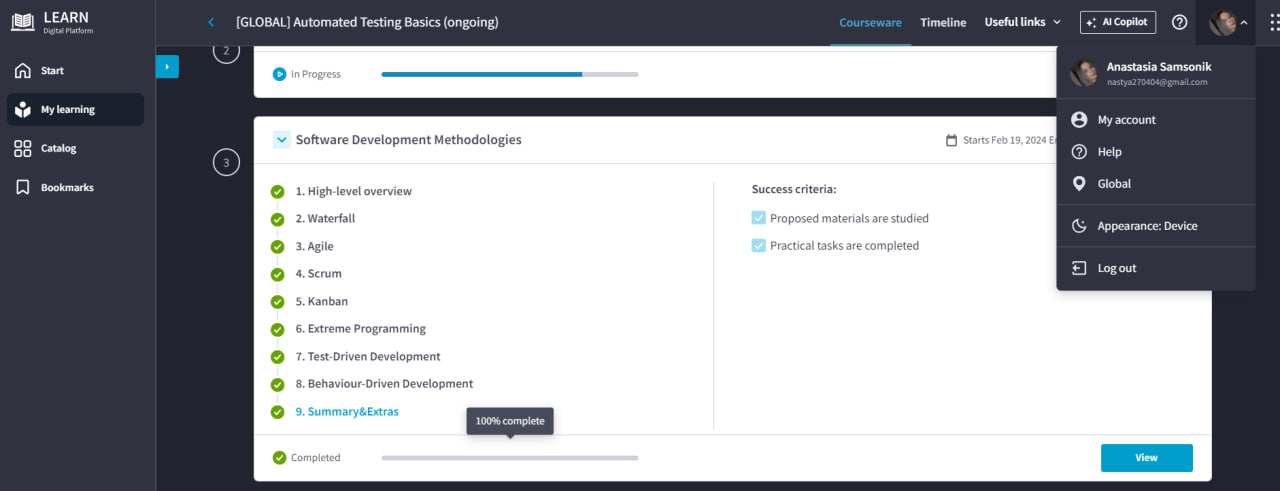 LEARN
Digital Platform
[GLOBAL] Automated Testing Basics (ongoing)
Courseware
Timeline
Useful links
AI Copilot
Start
My learning
Catalog
Bookmarks
2
In Progress
3
Software Development Methodologies
Starts Feb 19, 2024
1. High-level overview
2. Waterfall
3. Agile
4. Scrum
5. Kanban
6. Extreme Programming
7. Test-Driven Development
8. Behaviour-Driven Development
9. Summary&Extras
Success criteria:
Proposed materials are studied
Practical tasks are completed
100% complete
Completed
View
Anastasia Samsonik
nastya270404@gmail.com
My account
Help
Global
Appearance: Device
Log out